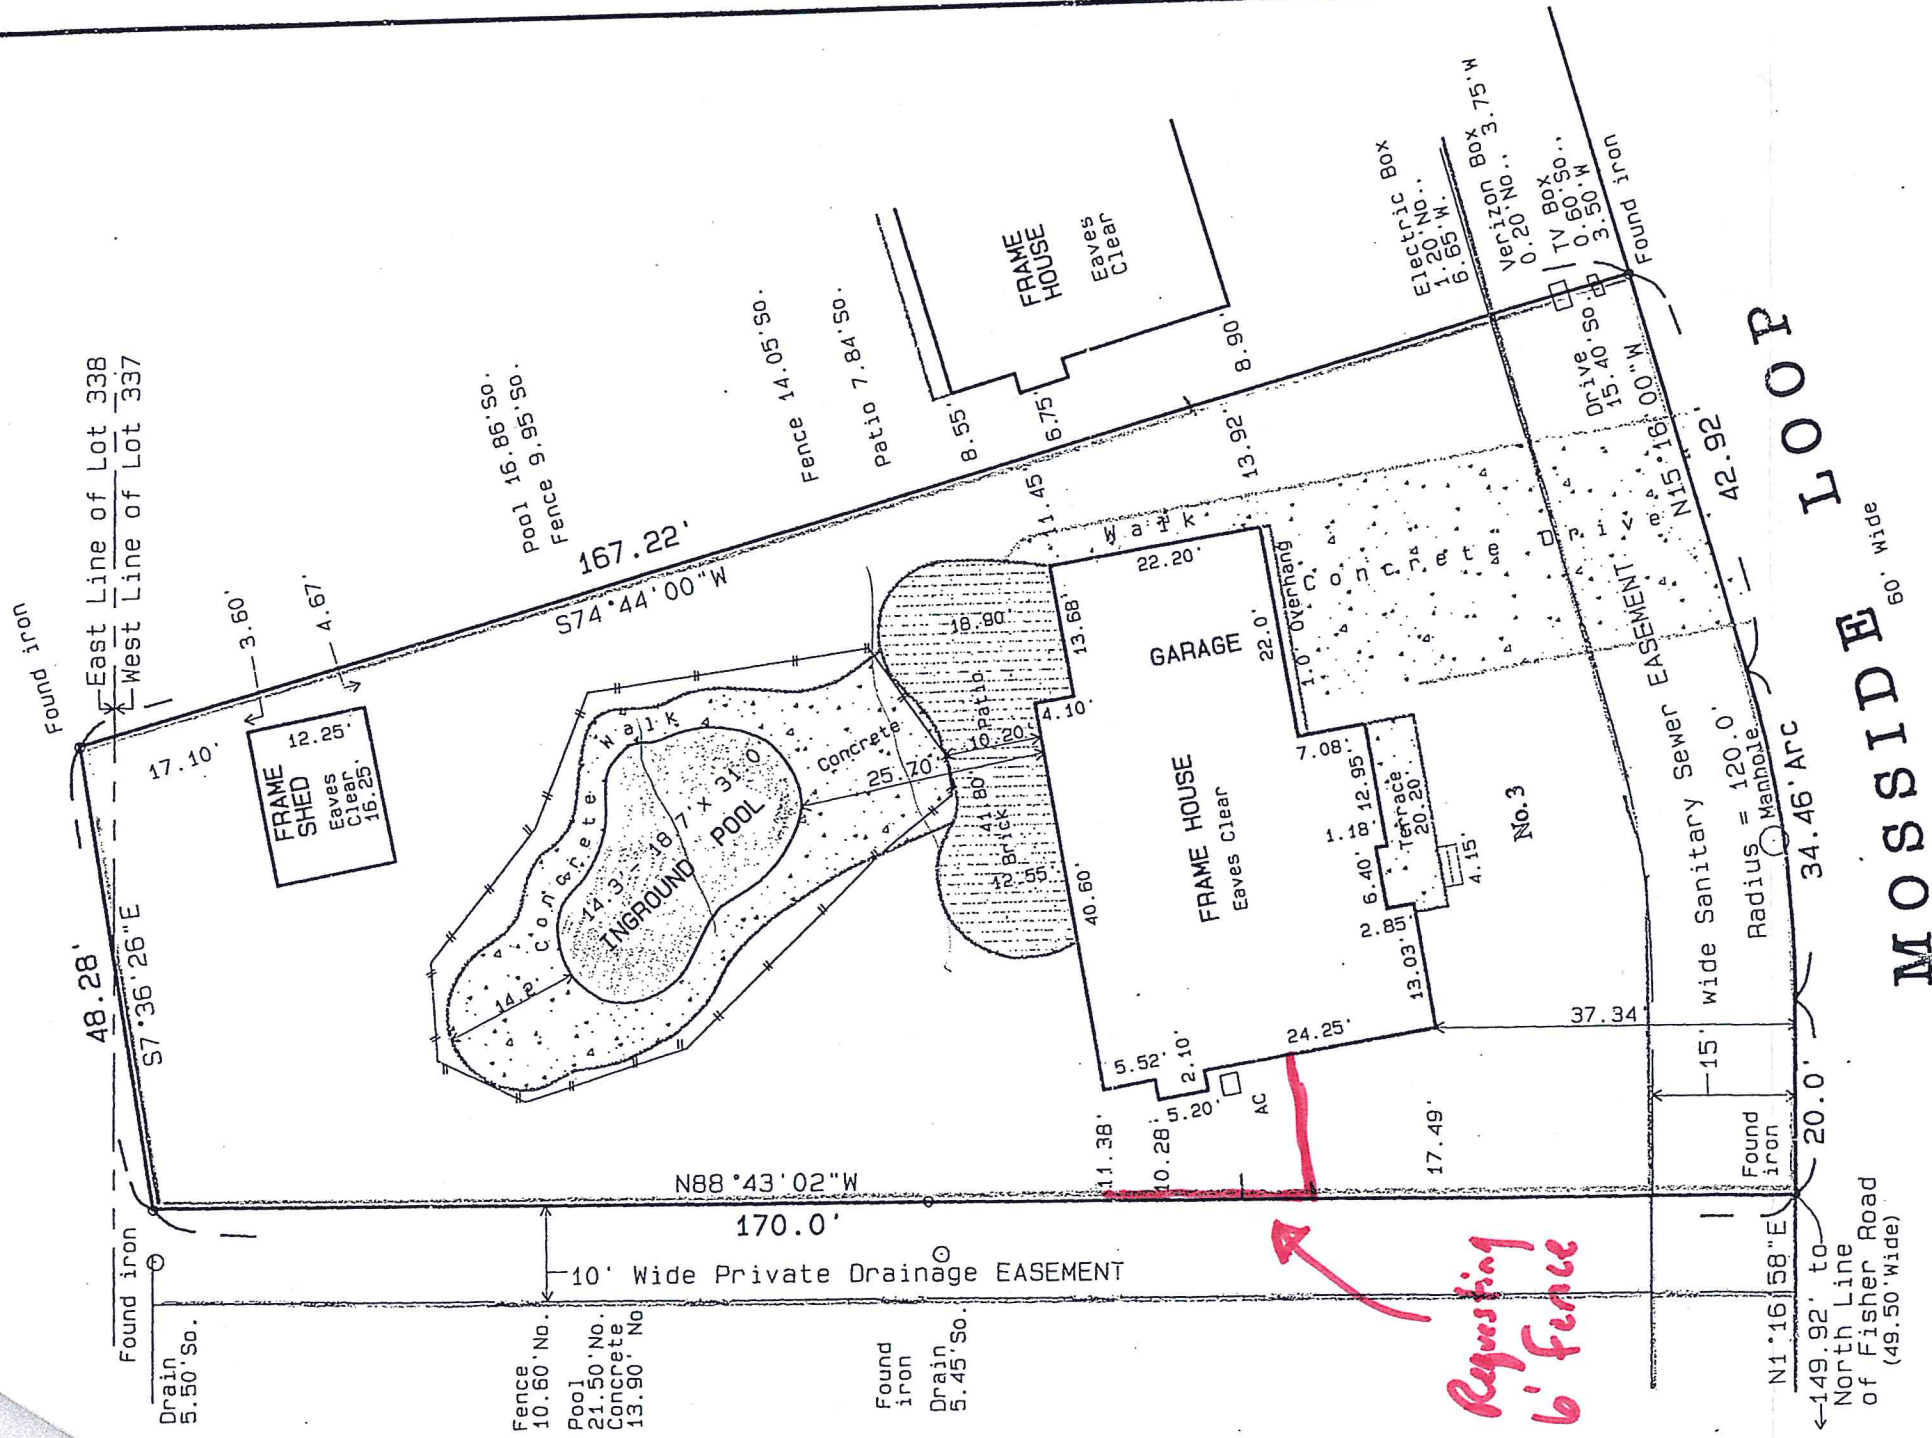 Found iron
East Line of Lot 338
West Line of Lot 337
48.28'
S7°36'26"E
17.10'
3.60'
4.67'
FRAME
SHED
Eaves
Clear
12.25'
16.25'
Pool 16.86'So.
Fence 9.95'So.
167.22'
S74°44'00"W
Fence 14.05'So.
Patio 7.84'So.
FRAME
HOUSE
Eaves
Clear
8.55'
6.75'
8.90'
11.45'
13.92'
Electric Box
1.20'No.,
6.65'W.
Verizon Box
0.20'No., 3.75'W
TV Box
0.60'So.,
3.50'W
Found iron
Drive
15.40'So.
N15°16'00"W
42.92'
Concrete Walk
14.3' - 18.7' x 31.0'
INGROUND POOL
14.2'
Concrete
25.70'
10.20'
18.90'
Brick Patio
41.80'
12.55'
Walk
22.20'
13.68'
4.10'
GARAGE
22.0'
1.0' Overhang
Concrete Drive
40.60'
FRAME HOUSE
Eaves Clear
7.08'
12.95'
1.18'
6.40'
2.85'
13.03'
Terrace
20.20'
4.15'
No.3
24.25'
5.52'
2.10'
5.20'
AC
37.34'
15' Wide Sanitary Sewer EASEMENT
Radius = 120.0'
Manhole
34.46'Arc
MOSSIDE LOOP
60' Wide
11.38'
10.28'
17.49'
N88°43'02"W
170.0'
10' Wide Private Drainage EASEMENT
Found iron
Drain
5.50'So.
Fence
10.60'No.
Pool
21.50'No.
Concrete
13.90' No
Found
iron
Drain
5.45'So.
Requesting
6' Fence
Found
iron
20.0'
N1°16'58"E
149.92' to
North Line
of Fisher Road
(49.50'Wide)